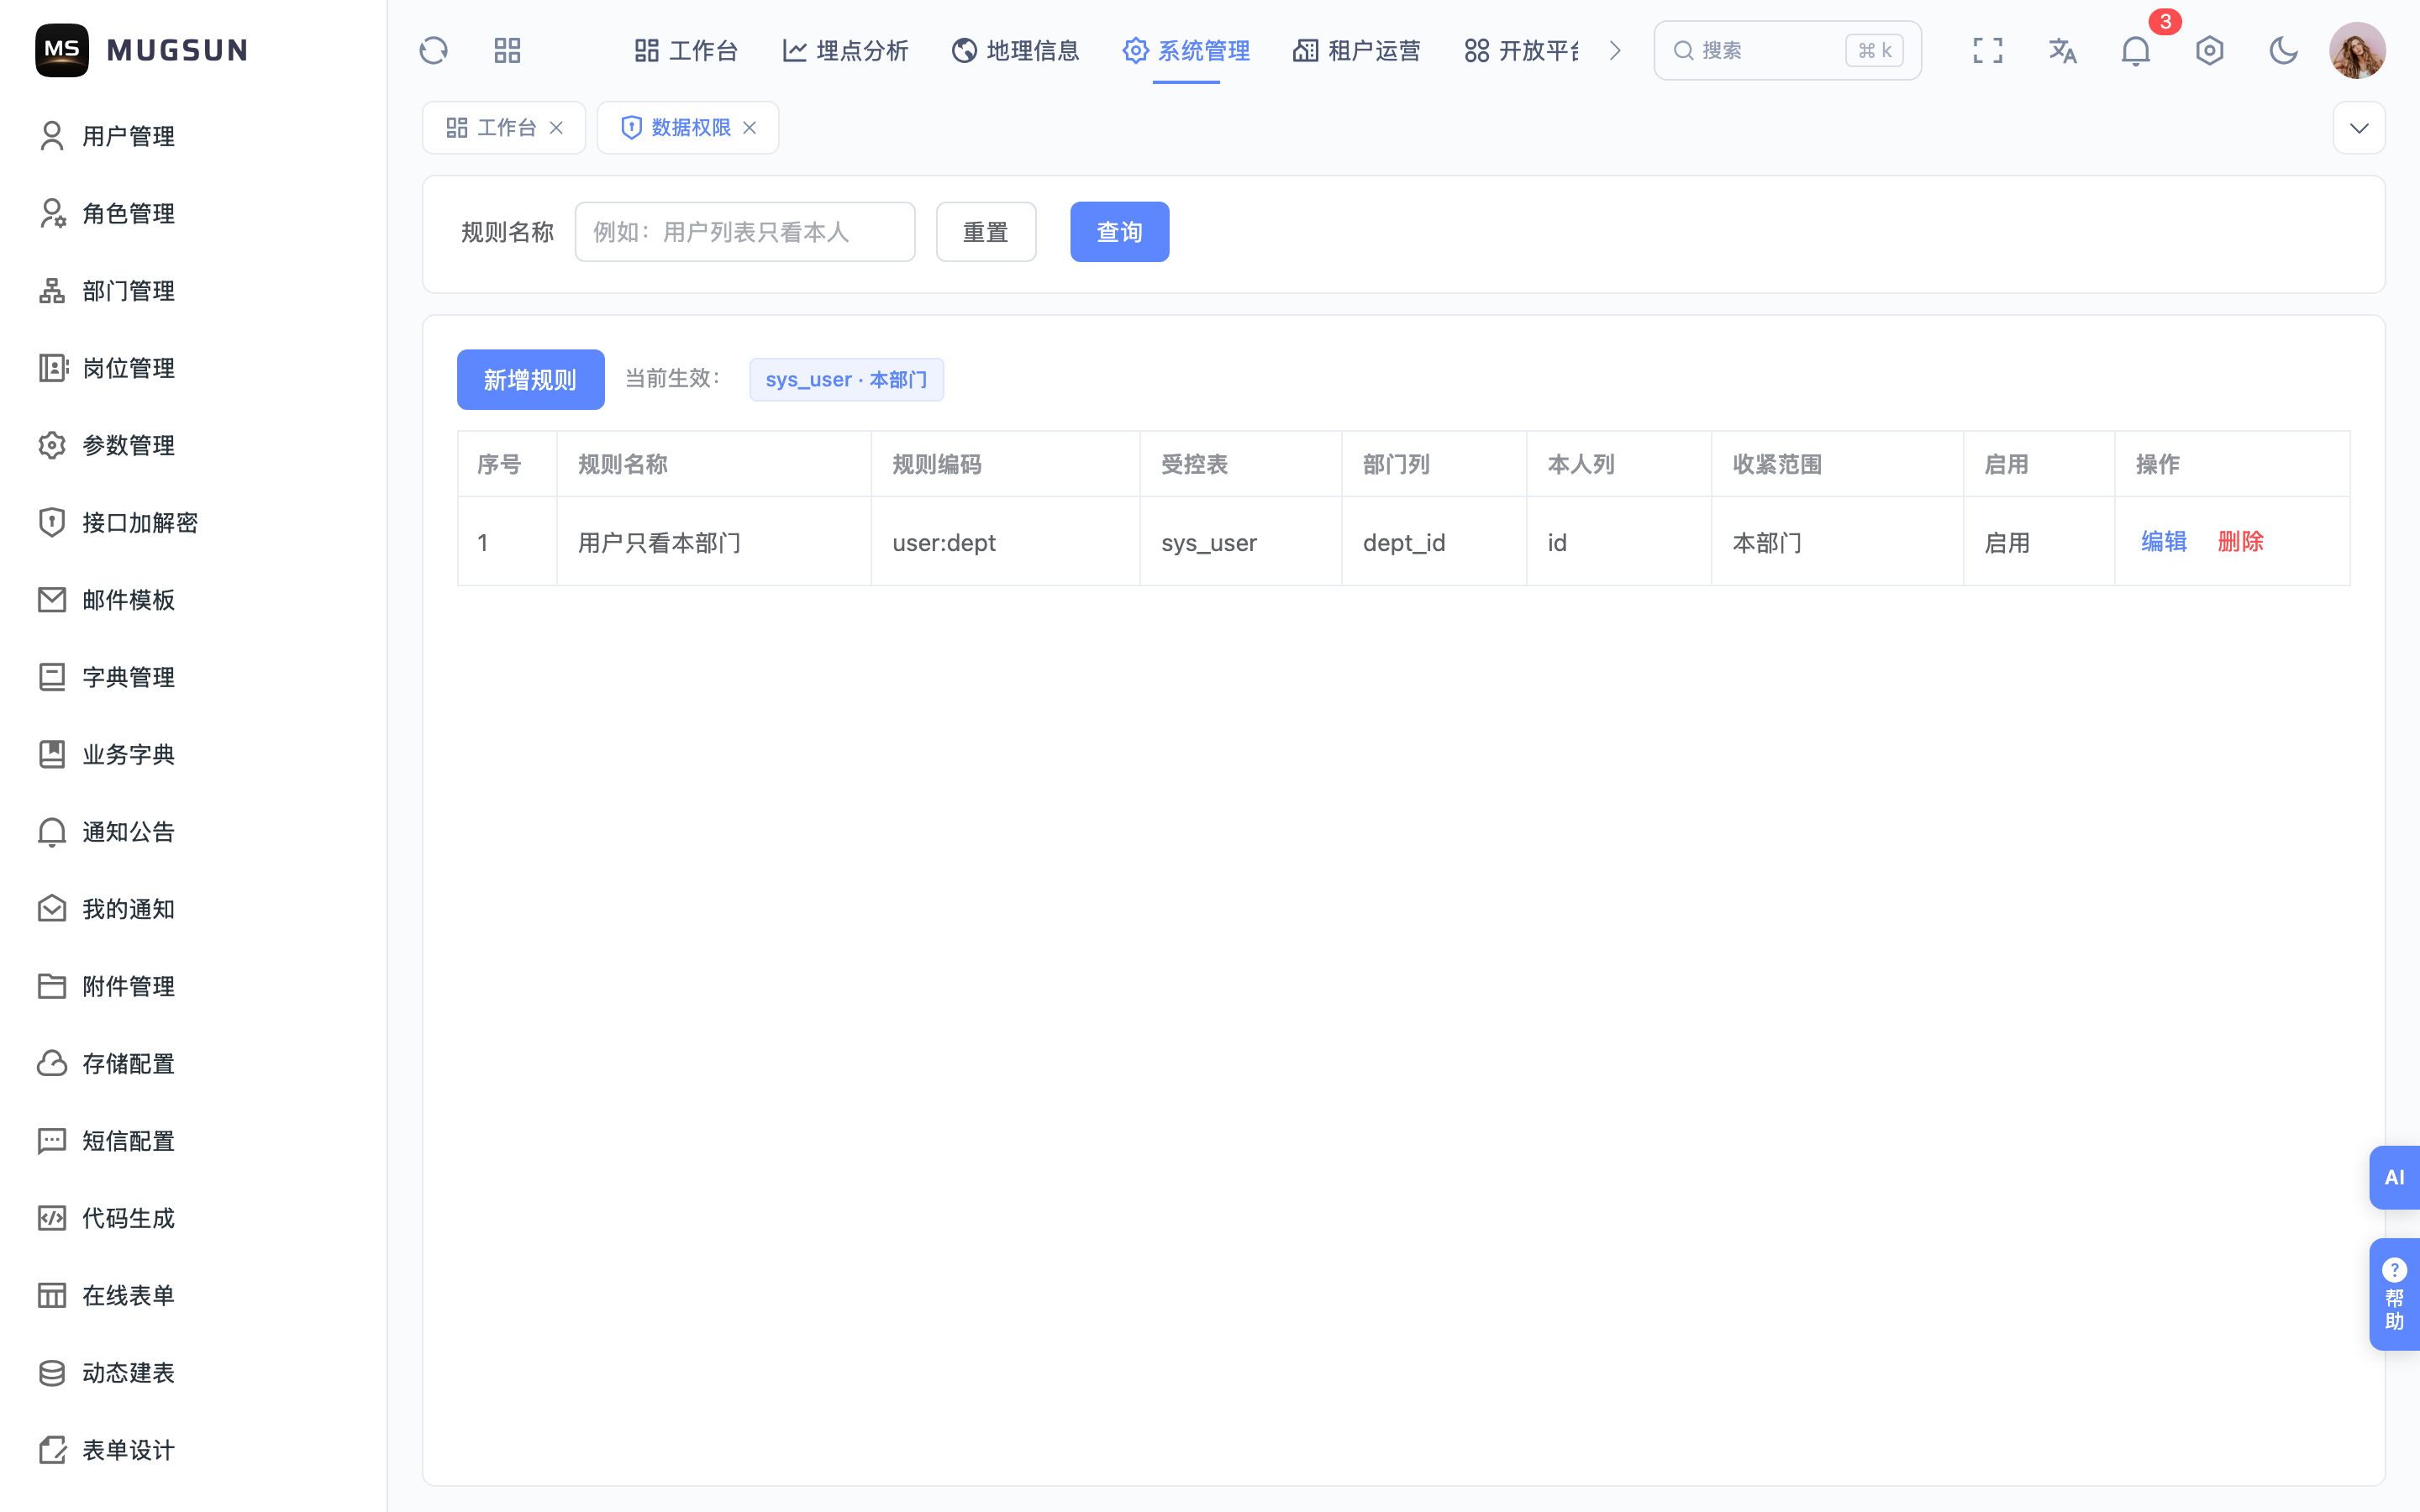 MS MUGSUN
用户管理
角色管理
部门管理
岗位管理
参数管理
接口加解密
邮件模板
字典管理
业务字典
通知公告
我的通知
附件管理
存储配置
短信配置
代码生成
在线表单
动态建表
表单设计
工作台 埋点分析 地理信息 系统管理 租户运营 开放平台
搜索 ⌘ k
3
工作台 数据权限
规则名称 例如：用户列表只看本人 重置 查询
新增规则 当前生效： sys_user · 本部门
序号 规则名称 规则编码 受控表 部门列 本人列 收紧范围 启用 操作
1 用户只看本部门 user:dept sys_user dept_id id 本部门 启用 编辑 删除
AI
?
帮
助